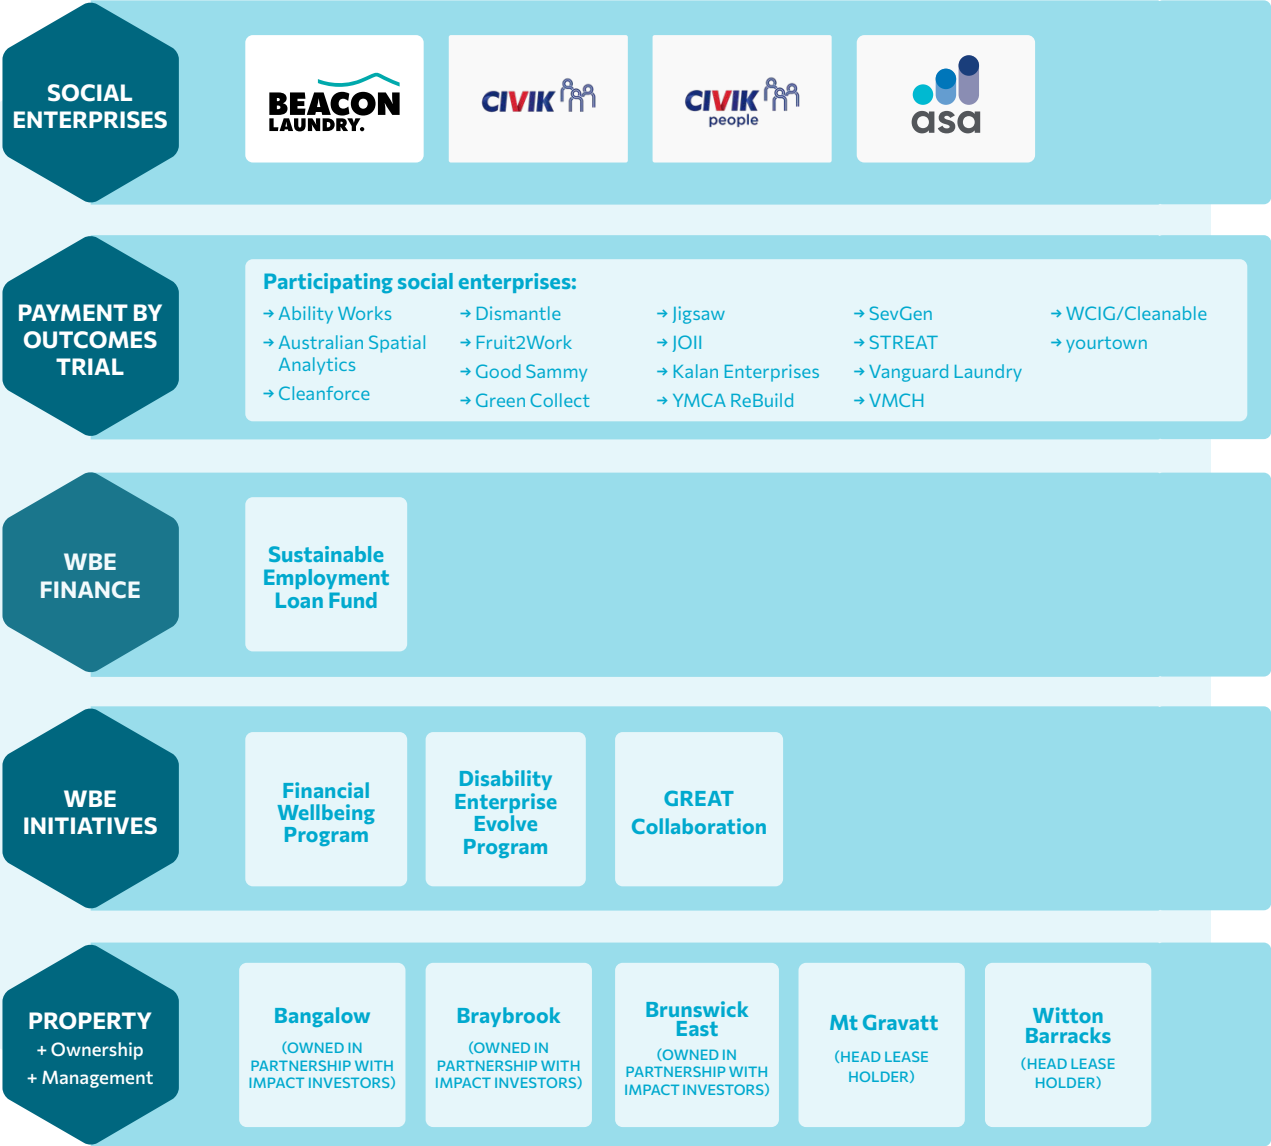 SOCIAL
ENTERPRISES
BEACON
LAUNDRY.
CIVIK
CIVIK
people
asa
PAYMENT BY
OUTCOMES
TRIAL
Participating social enterprises:
→ Ability Works
→ Australian Spatial
Analytics
→ Cleanforce
→ Dismantle
→ Fruit2Work
→ Good Sammy
→ Green Collect
→ Jigsaw
→ JOII
→ Kalan Enterprises
→ YMCA ReBuild
→ SevGen
→ STREAT
→ Vanguard Laundry
→ VMCH
→ WCIG/Cleanable
→ yourtown
WBE
FINANCE
Sustainable
Employment
Loan Fund
WBE
INITIATIVES
Financial
Wellbeing
Program
Disability
Enterprise
Evolve
Program
GREAT
Collaboration
PROPERTY
+ Ownership
+ Management
Bangalow
(OWNED IN
PARTNERSHIP WITH
IMPACT INVESTORS)
Braybrook
(OWNED IN
PARTNERSHIP WITH
IMPACT INVESTORS)
Brunswick
East
(OWNED IN
PARTNERSHIP WITH
IMPACT INVESTORS)
Mt Gravatt
(HEAD LEASE
HOLDER)
Witton
Barracks
(HEAD LEASE
HOLDER)